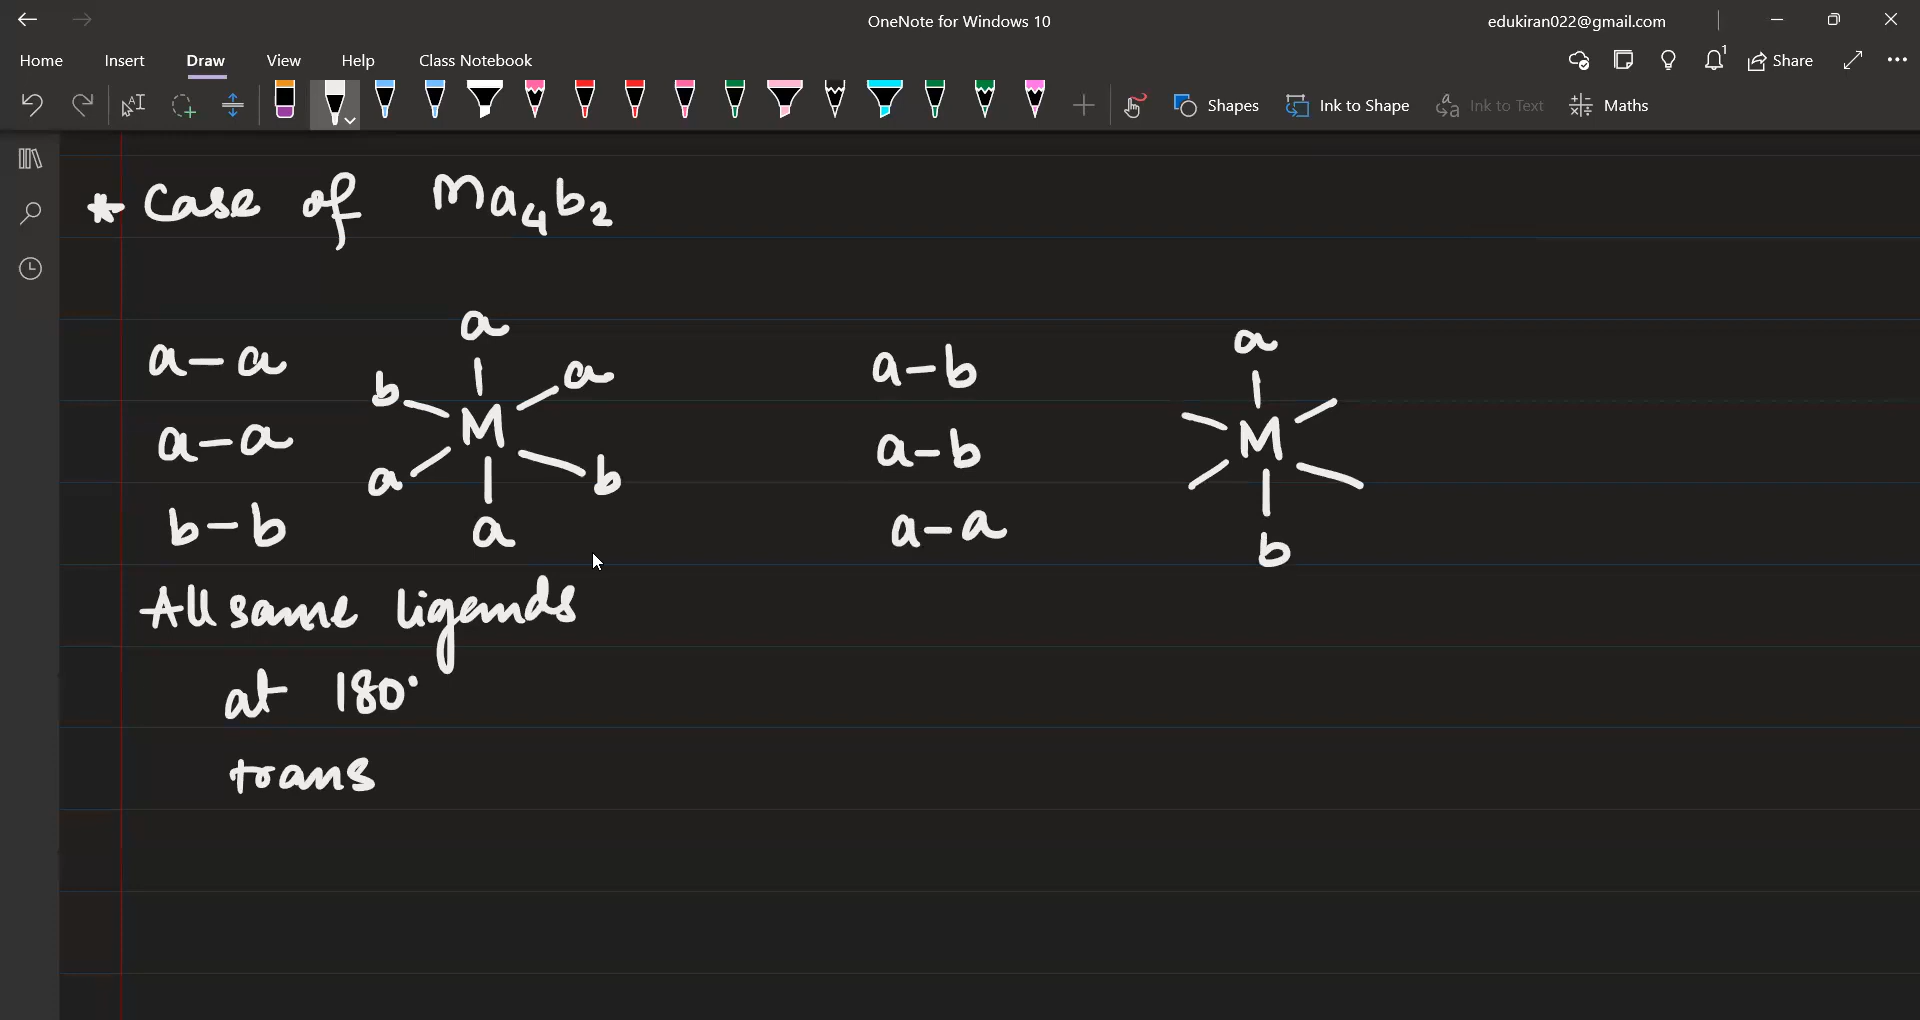 OneNote for Windows 10
edukiran022@gmail.com
Home Insert Draw View Help Class Notebook
1
Share
Shapes Ink to Shape Ink to Text Maths
* Case of Ma4b2
a-a
a-a
b-b
a
b a
M
a b
a
a-b
a-b
a-a
a
M
b
All same ligands
at 180°
trans